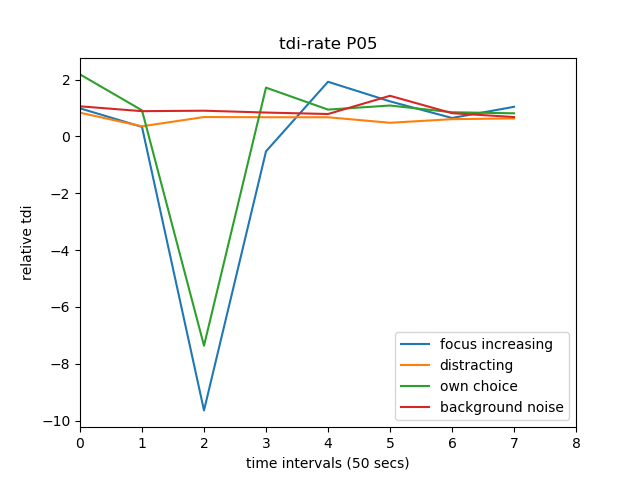 tdi-rate P05
relative tdi
2
0
−2
−4
−6
−8
−10
focus increasing
distracting
own choice
background noise
0 1 2 3 4 5 6 7 8
time intervals (50 secs)